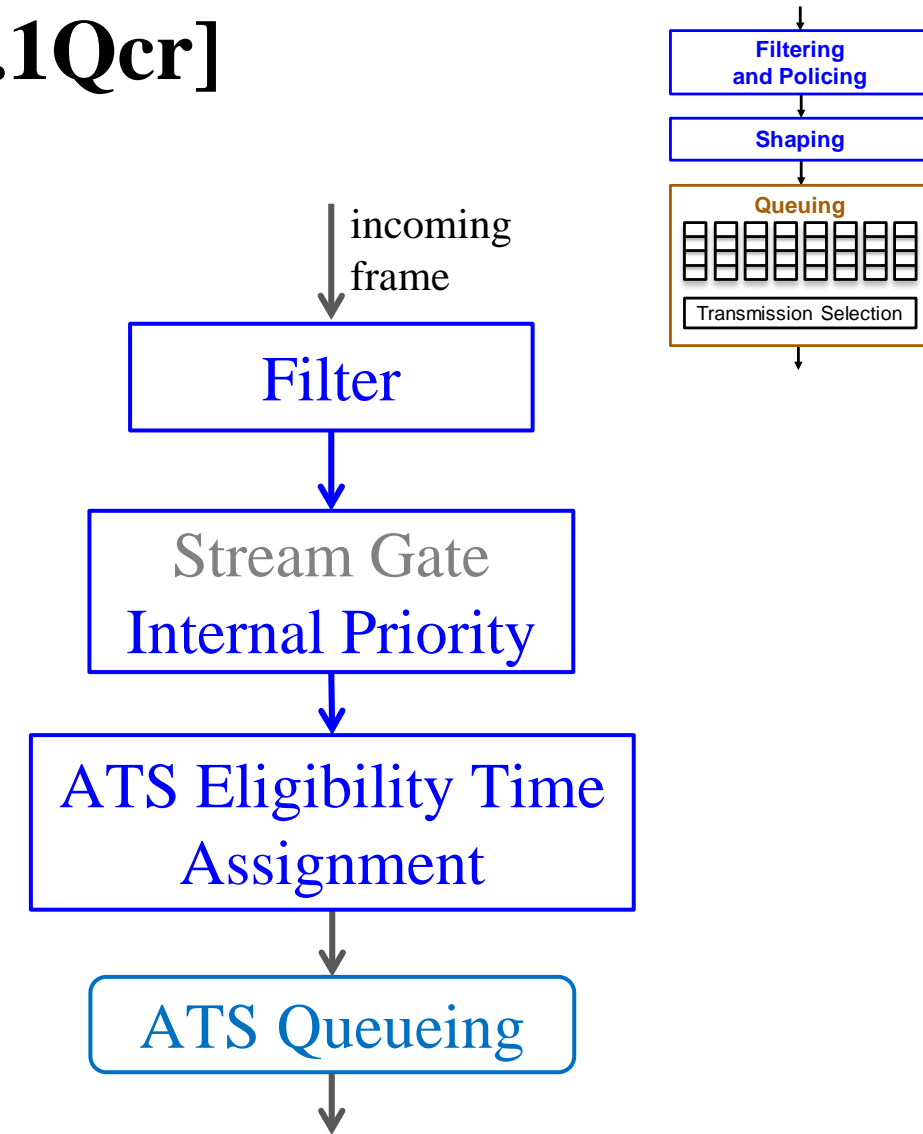 .1Qcr]
Filtering
and Policing
Shaping
Queuing
Transmission Selection
incoming
frame
Filter
Stream Gate
Internal Priority
ATS Eligibility Time
Assignment
ATS Queueing